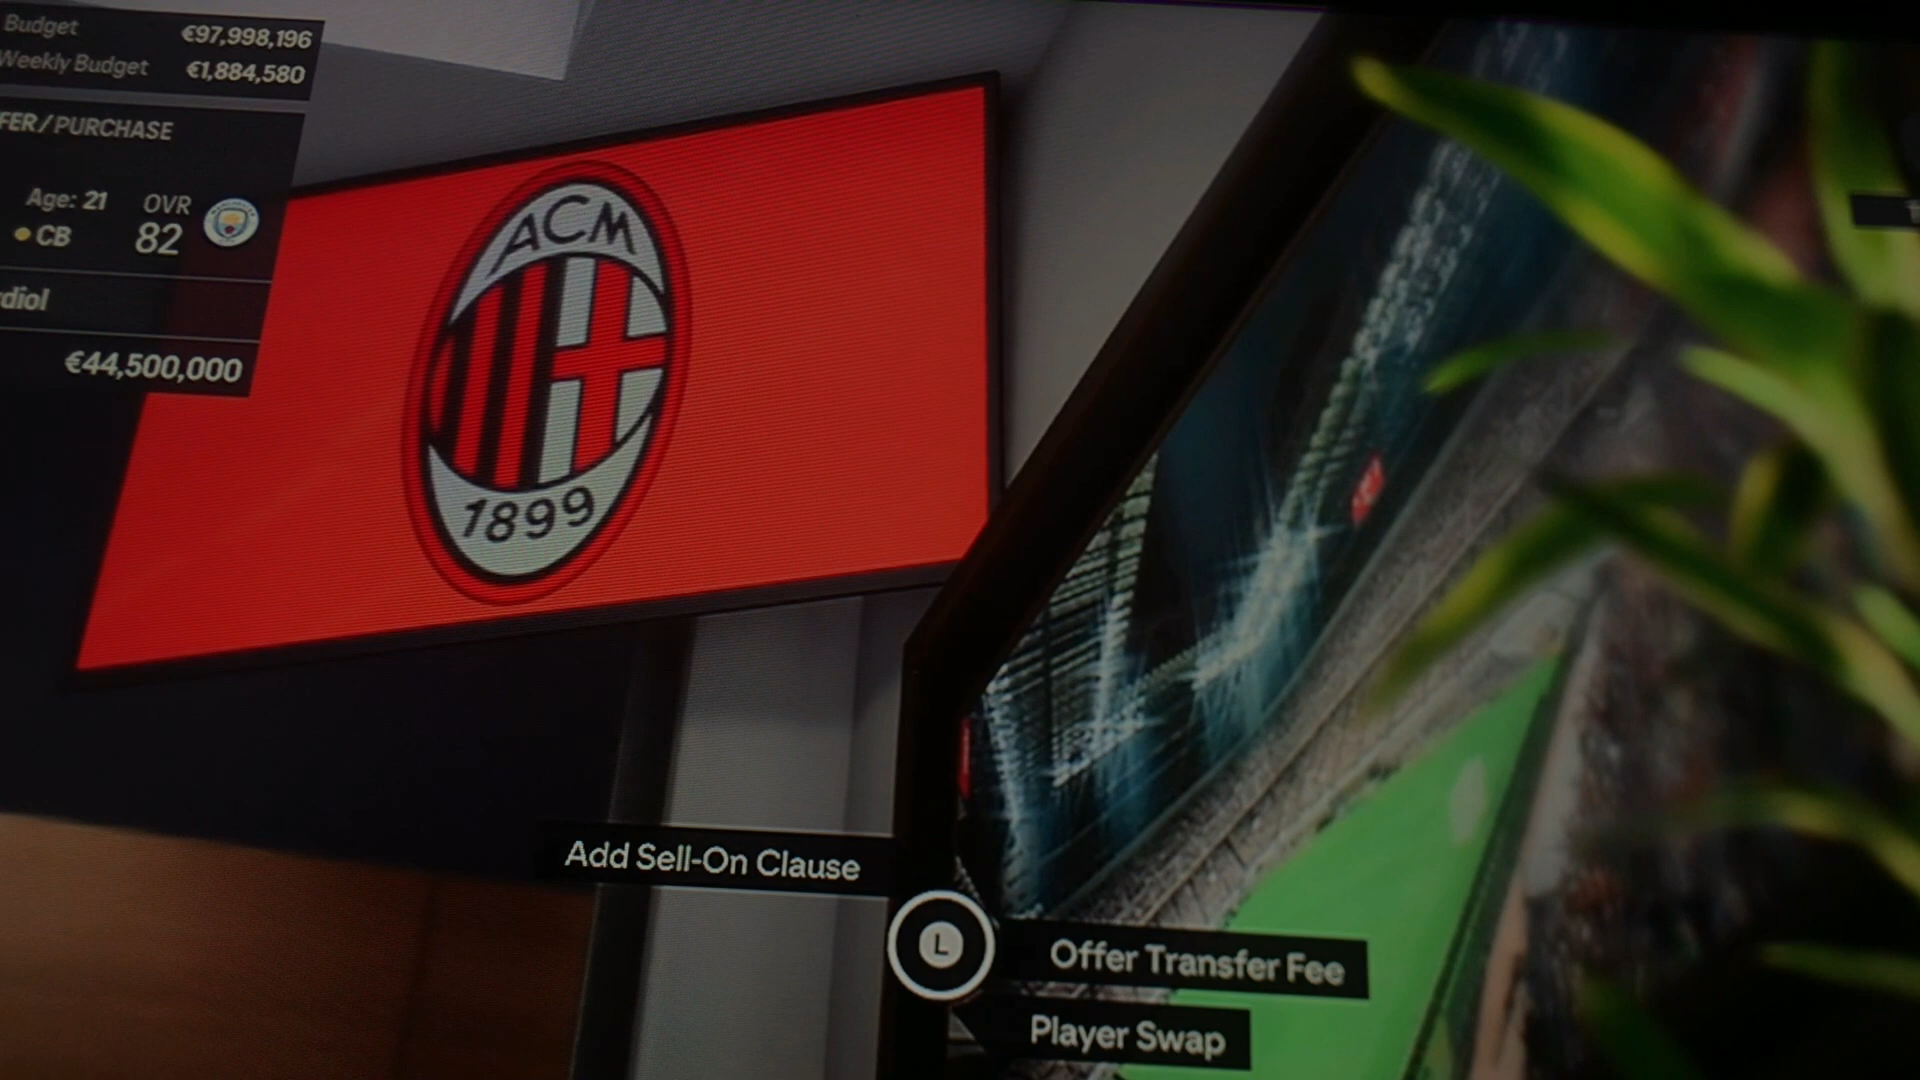 Budget €97,998,196
Weekly Budget €1,884,580
FER/PURCHASE
Age: 21 OVR
CB 82
diol
€44,500,000
ACM
1899
Add Sell-On Clause
L
Offer Transfer Fee
Player Swap